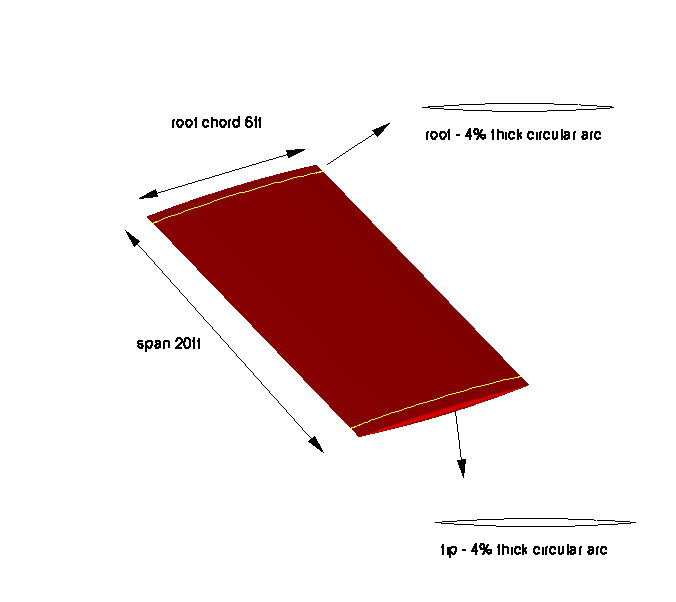 root chord 6ft
root - 4% thick circular arc
span 20ft
tip - 4% thick circular arc